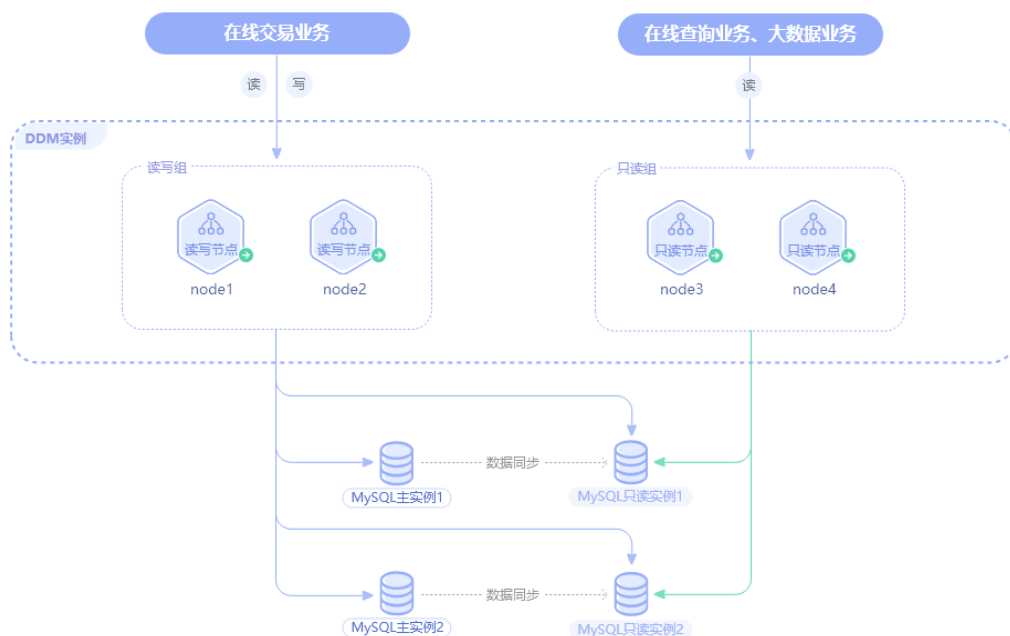 在线交易业务
在线查询业务、大数据业务
读
写
读
DDM实例
读写组
只读组
读写节点
读写节点
只读节点
只读节点
node1
node2
node3
node4
数据同步
MySQL主实例1
MySQL只读实例1
数据同步
MySQL主实例2
MySQL只读实例2